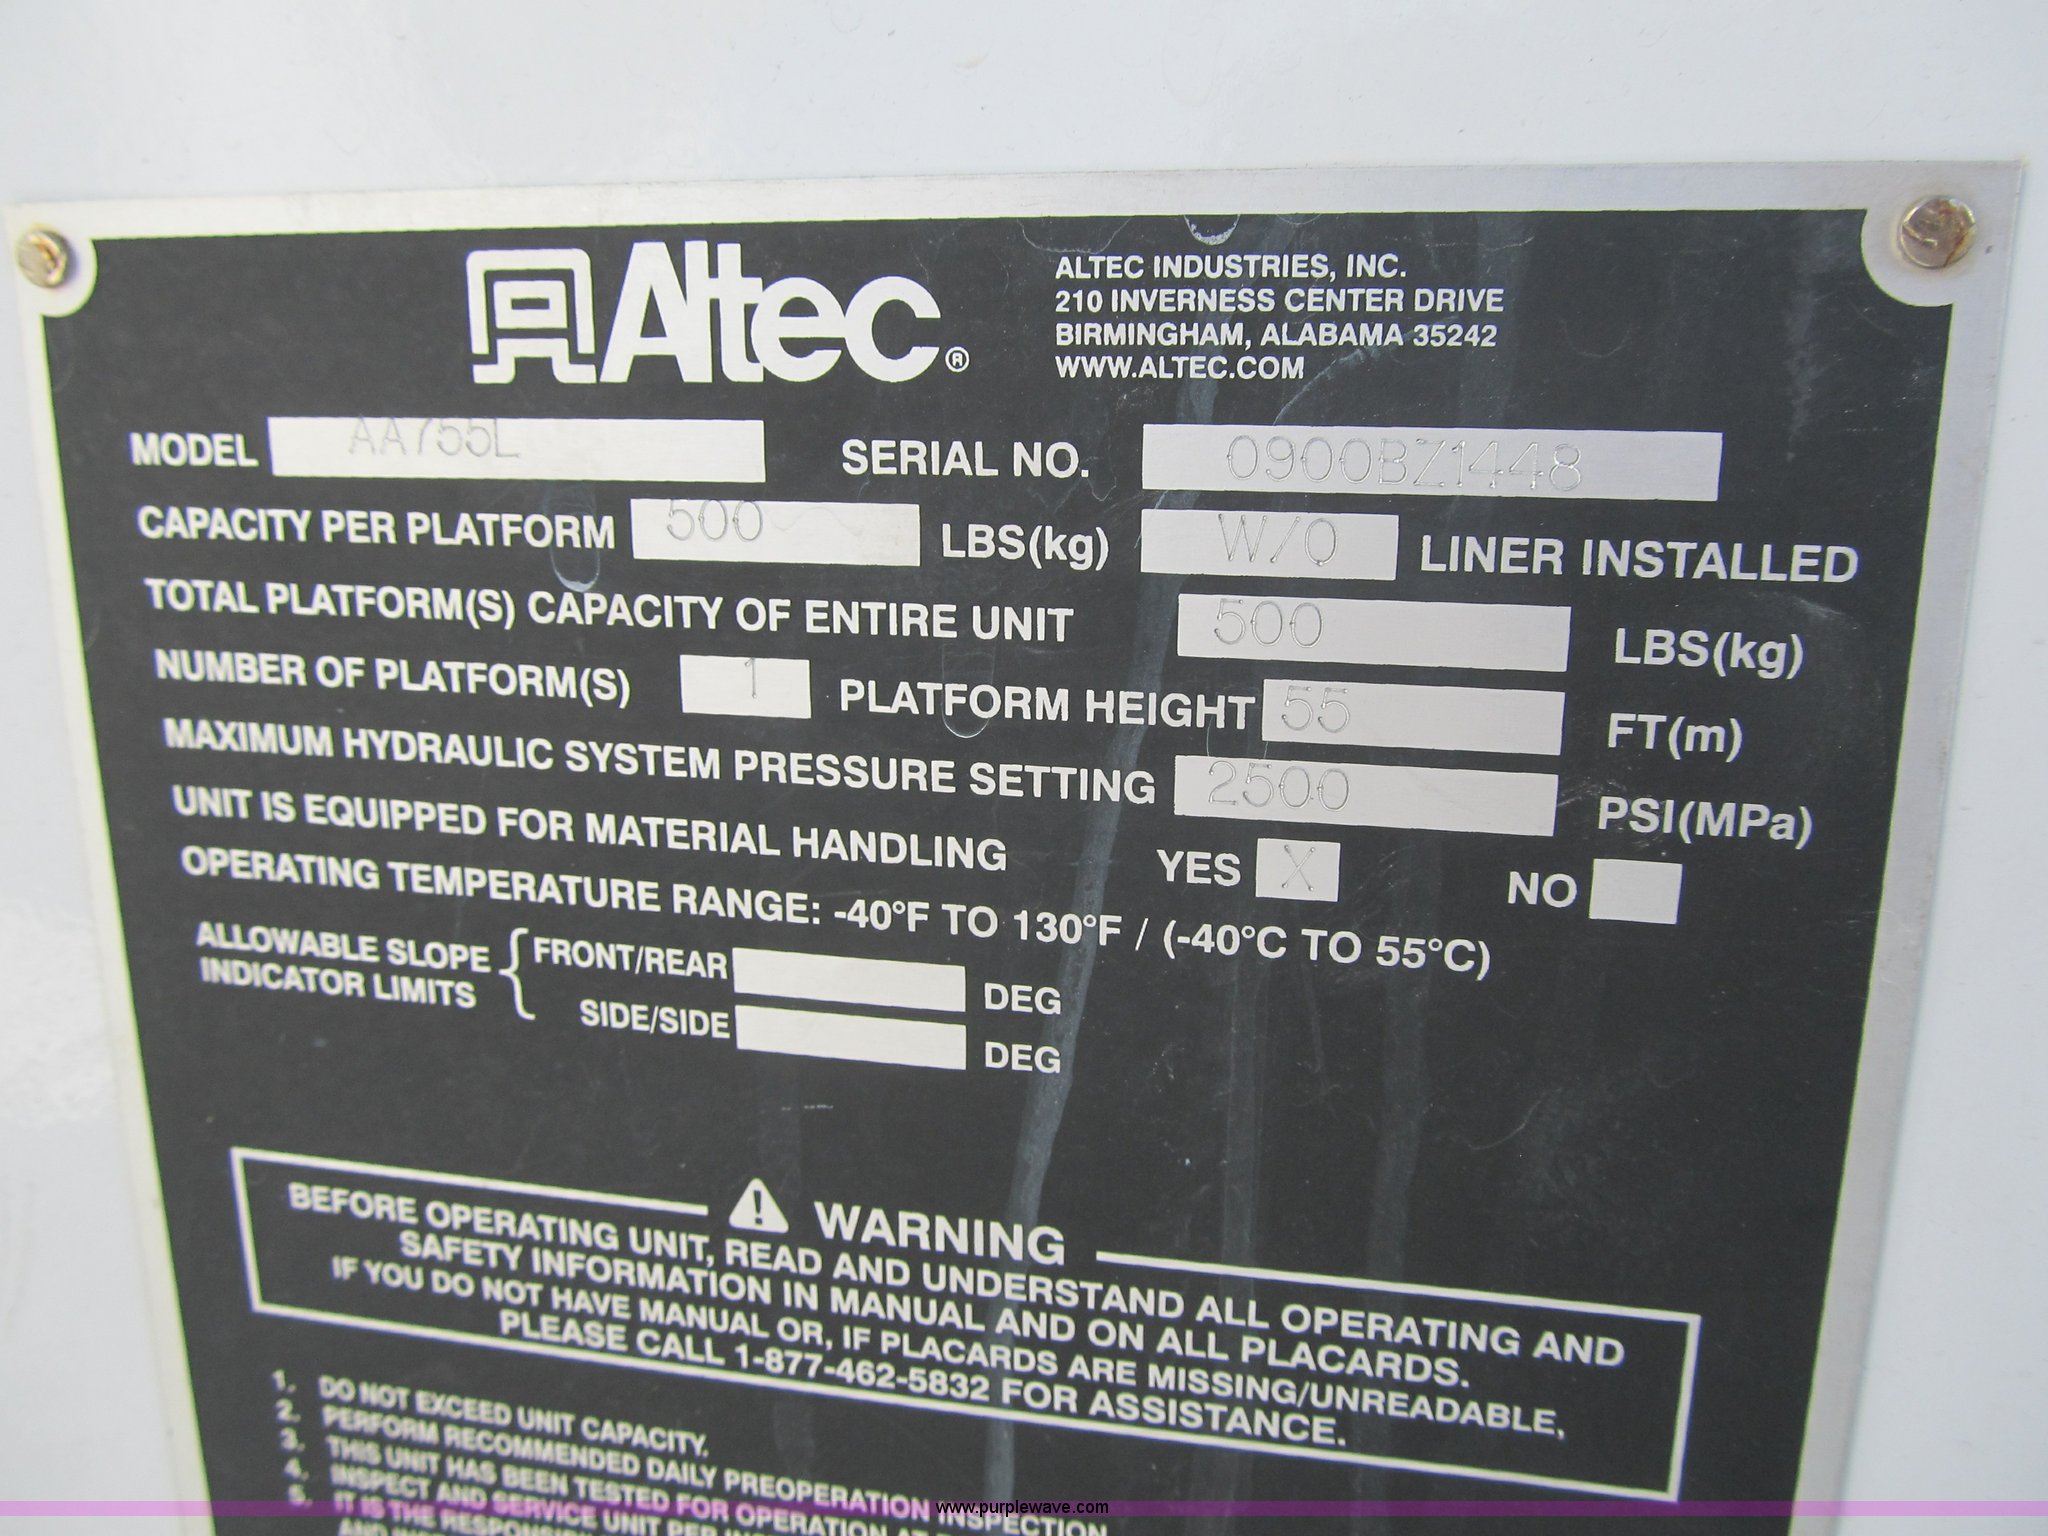 Altec®
ALTEC INDUSTRIES, INC.
210 INVERNESS CENTER DRIVE
BIRMINGHAM, ALABAMA 35242
WWW.ALTEC.COM
MODEL AA755L SERIAL NO. 0900BZ1448
CAPACITY PER PLATFORM 500 LBS(kg) W/O LINER INSTALLED
TOTAL PLATFORM(S) CAPACITY OF ENTIRE UNIT 500 LBS(kg)
NUMBER OF PLATFORM(S) 1 PLATFORM HEIGHT 55 FT(m)
MAXIMUM HYDRAULIC SYSTEM PRESSURE SETTING 2500 PSI(MPa)
UNIT IS EQUIPPED FOR MATERIAL HANDLING YES X NO
OPERATING TEMPERATURE RANGE: -40°F TO 130°F / (-40°C TO 55°C)
ALLOWABLE SLOPE INDICATOR LIMITS
FRONT/REAR DEG
SIDE/SIDE DEG
WARNING
BEFORE OPERATING UNIT, READ AND UNDERSTAND ALL OPERATING AND
SAFETY INFORMATION IN MANUAL AND ON ALL PLACARDS.
IF YOU DO NOT HAVE MANUAL OR, IF PLACARDS ARE MISSING/UNREADABLE,
PLEASE CALL 1-877-462-5832 FOR ASSISTANCE.
1. DO NOT EXCEED UNIT CAPACITY.
2. PERFORM RECOMMENDED DAILY PREOPERATION INSPECTION
3. THIS UNIT HAS BEEN TESTED FOR OPERATION AT
4. INSPECT AND SERVICE UNIT PER
5. IT IS THE
www.purplewave.com